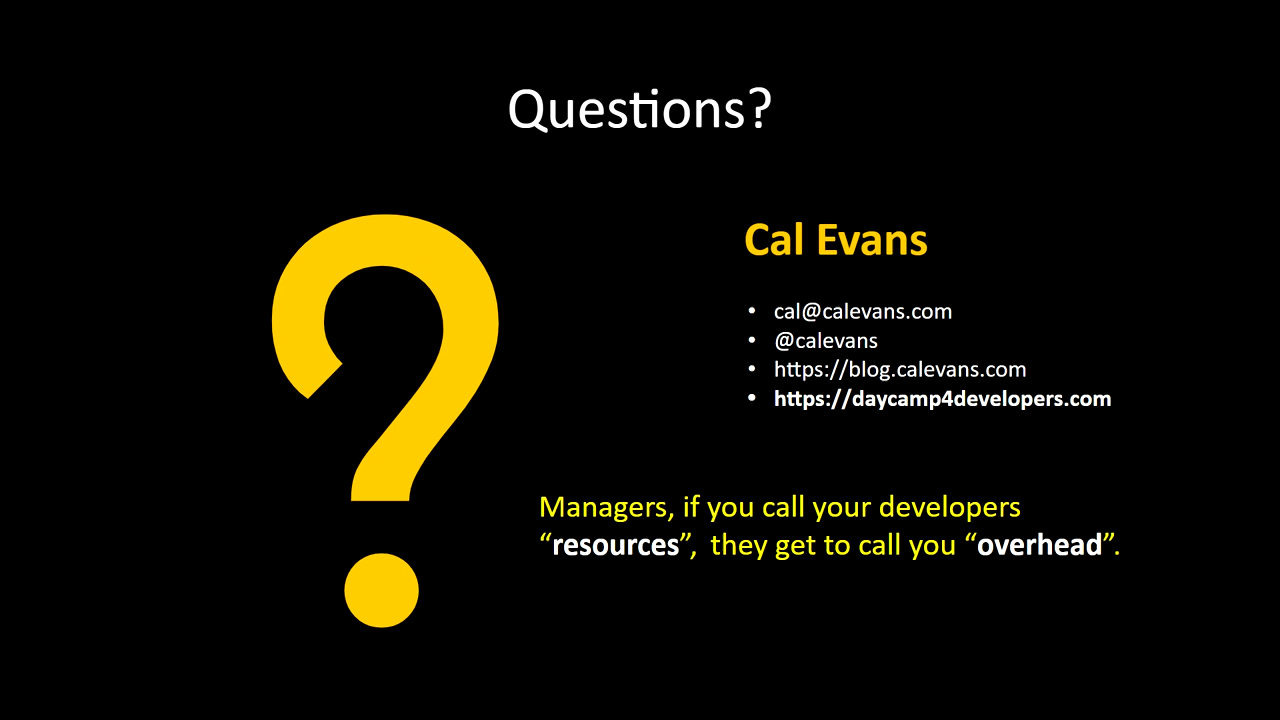 Questions?
?
Cal Evans
• cal@calevans.com
• @calevans
• https://blog.calevans.com
• https://daycamp4developers.com
Managers, if you call your developers
“resources”, they get to call you “overhead”.